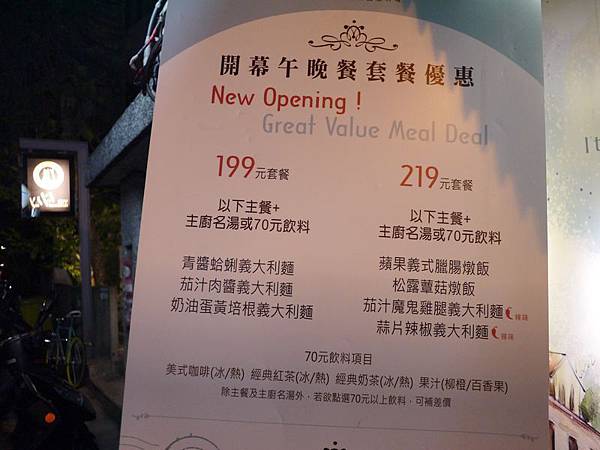 開幕午晚餐套餐優惠
New Opening !
Great Value Meal Deal
199元套餐
以下主餐+
主廚名湯或70元飲料
青醬蛤蜊義大利麵
茄汁肉醬義大利麵
奶油蛋黃培根義大利麵
219元套餐
以下主餐+
主廚名湯或70元飲料
蘋果義式臘腸燉飯
松露蕈菇燉飯
茄汁魔鬼雞腿義大利麵 辣味
蒜片辣椒義大利麵 辣味
70元飲料項目
美式咖啡(冰/熱) 經典紅茶(冰/熱) 經典奶茶(冰/熱) 果汁(柳橙/百香果)
除主餐及主廚名湯外，若欲點選70元以上飲料，可補差價